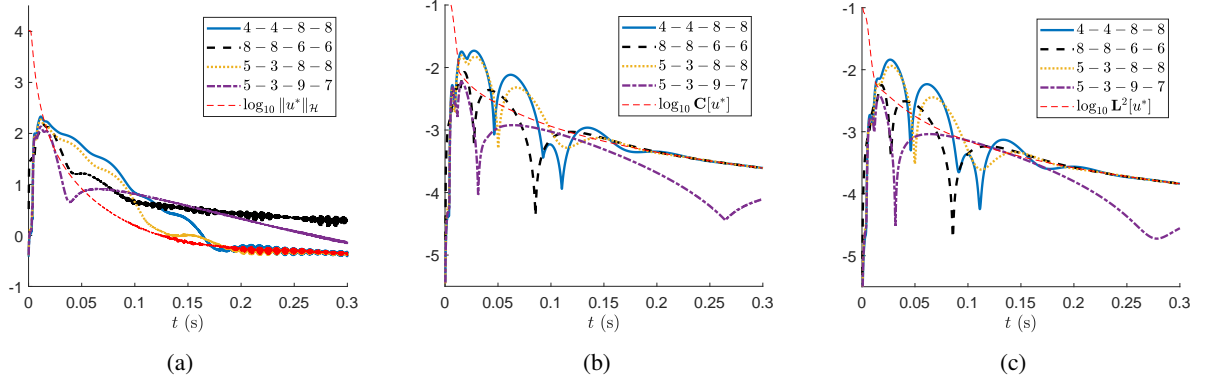 4
3
2
1
0
-1
0
0.05
0.1
0.15
0.2
0.25
0.3
t (s)
4 − 4 − 8 − 8
8 − 8 − 6 − 6
5 − 3 − 8 − 8
5 − 3 − 9 − 7
log₁₀ ‖u*‖_ℋ
(a)
-1
-2
-3
-4
-5
0
0.05
0.1
0.15
0.2
0.25
0.3
t (s)
4 − 4 − 8 − 8
8 − 8 − 6 − 6
5 − 3 − 8 − 8
5 − 3 − 9 − 7
log₁₀ C[u*]
(b)
-1
-2
-3
-4
-5
0
0.05
0.1
0.15
0.2
0.25
0.3
t (s)
4 − 4 − 8 − 8
8 − 8 − 6 − 6
5 − 3 − 8 − 8
5 − 3 − 9 − 7
log₁₀ L²[u*]
(c)